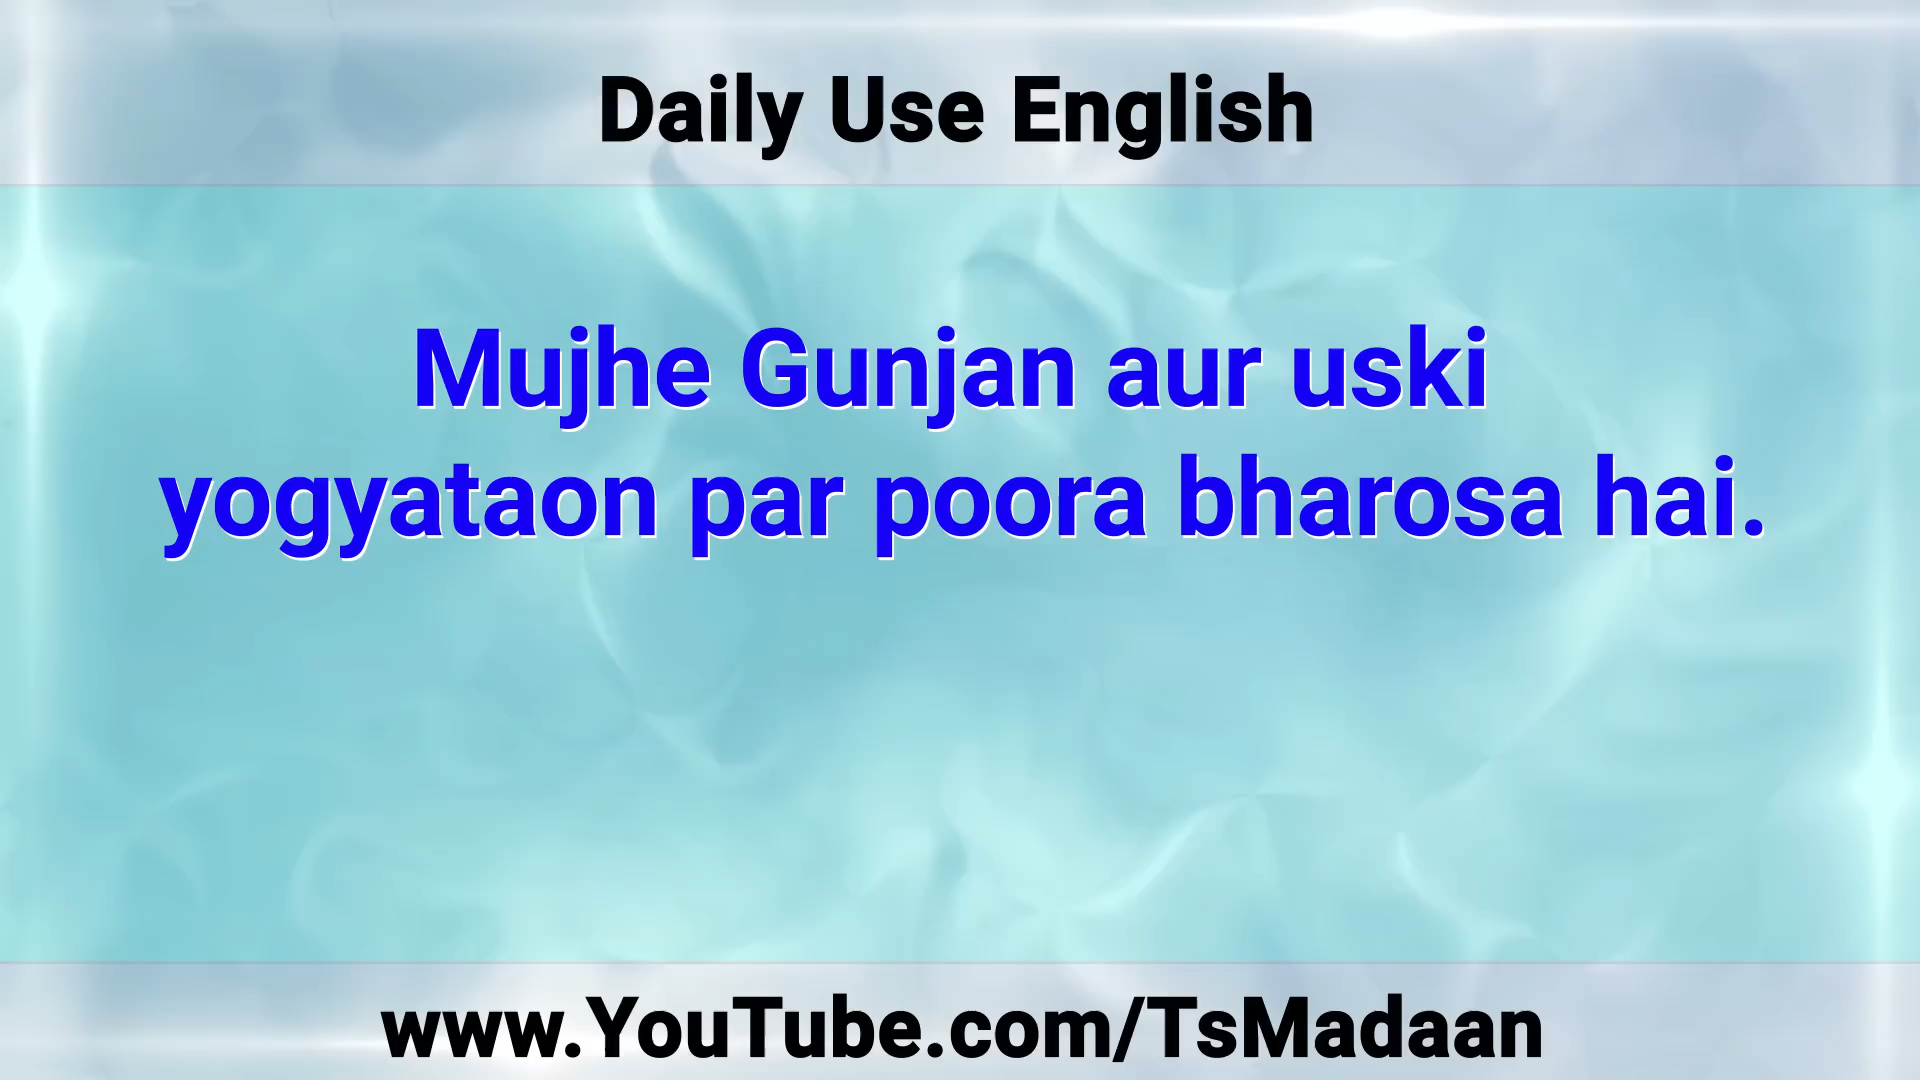 Daily Use English
Mujhe Gunjan aur uski
yogyataon par poora bharosa hai.
www.YouTube.com/TsMadaan